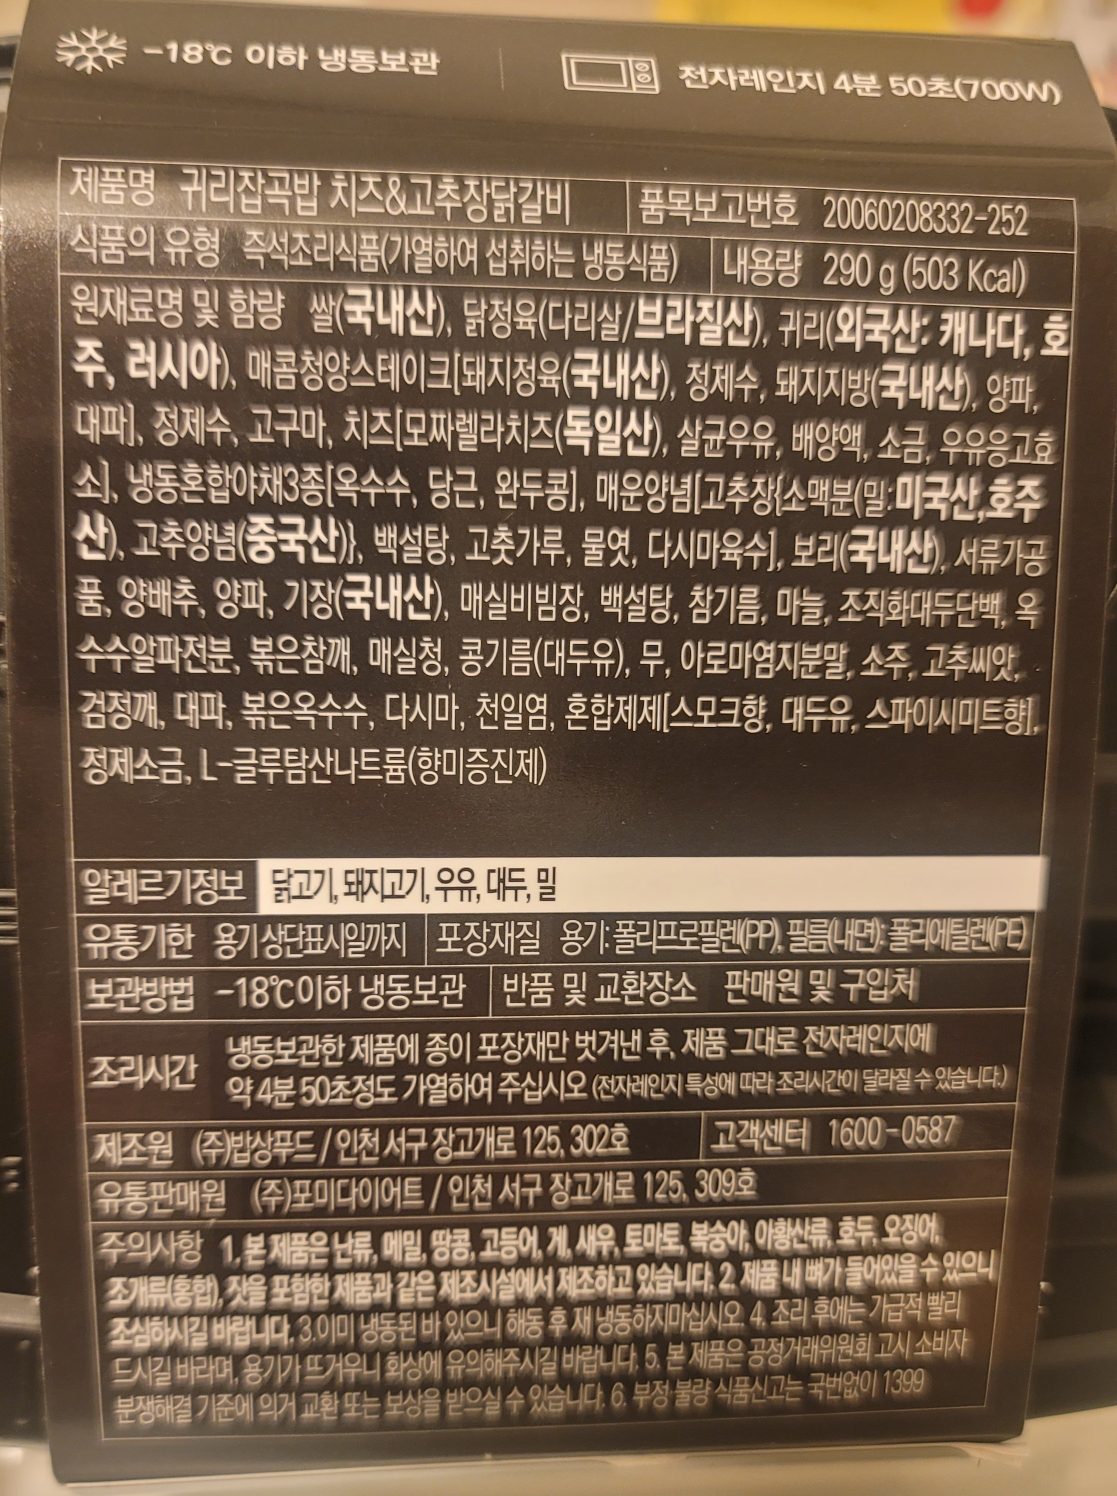 -18℃ 이하 냉동보관
전자레인지 4분 50초(700W)
제품명 귀리잡곡밥 치즈&고추장닭갈비 품목보고번호 20060208332-252
식품의 유형 즉석조리식품(가열하여 섭취하는 냉동식품) 내용량 290 g (503 Kcal)
원재료명 및 함량 쌀(국내산), 닭정육(다리살/브라질산), 귀리(외국산: 캐나다, 호
주, 러시아), 매콤청양스테이크[돼지정육(국내산), 정제수, 돼지지방(국내산), 양파,
대파], 정제수, 고구마, 치즈[모짜렐라치즈(독일산), 살균우유, 배양액, 소금, 우유응고효
소], 냉동혼합야채3종[옥수수, 당근, 완두콩], 매운양념[고추장{소맥분(밀:미국산,호주
산), 고추양념(중국산)}, 백설탕, 고춧가루, 물엿, 다시마육수], 보리(국내산), 서류가공
품, 양배추, 양파, 기장(국내산), 매실비빔장, 백설탕, 참기름, 마늘, 조직화대두단백, 옥
수수알파전분, 볶은참깨, 매실청, 콩기름(대두유), 무, 아로마염지분말, 소주, 고추씨앗,
검정깨, 대파, 볶은옥수수, 다시마, 천일염, 혼합제제[스모크향, 대두유, 스파이시미트향],
정제소금, L-글루탐산나트륨(향미증진제)
알레르기정보 닭고기, 돼지고기, 우유, 대두, 밀
유통기한 용기 상단표시일까지 포장재질 용기: 폴리프로필렌(PP), 필름(내면): 폴리에틸렌(PE)
보관방법 -18℃이하 냉동보관 반품 및 교환장소 판매원 및 구입처
조리시간 냉동보관한 제품에 종이 포장재만 벗겨낸 후, 제품 그대로 전자레인지에
약 4분 50초정도 가열하여 주십시오 (전자레인지 특성에 따라 조리시간이 달라질 수 있습니다.)
제조원 (주)밥상푸드 / 인천 서구 장고개로 125, 302호 고객센터 1600-0587
유통판매원 (주)포미다이어트 / 인천 서구 장고개로 125, 309호
주의사항 1, 본 제품은 난류, 메밀, 땅콩, 고등어, 게, 새우, 토마토, 복숭아, 아황산류, 호두, 오징어,
조개류(홍합), 잣을 포함한 제품과 같은 제조시설에서 제조하고 있습니다. 2. 제품 내 뼈가 들어있을 수 있으니
조심하시길 바랍니다. 3.이미 냉동된 바 있으니 해동 후 재 냉동하지마십시오. 4. 조리 후에는 가급적 빨리
드시길 바라며, 용기가 뜨거우니 화상에 유의해주시길 바랍니다. 5. 본 제품은 공정거래위원회 고시 소비자
분쟁해결 기준에 의거 교환 또는 보상을 받으실 수 있습니다. 6. 부정·불량 식품신고는 국번없이 1399